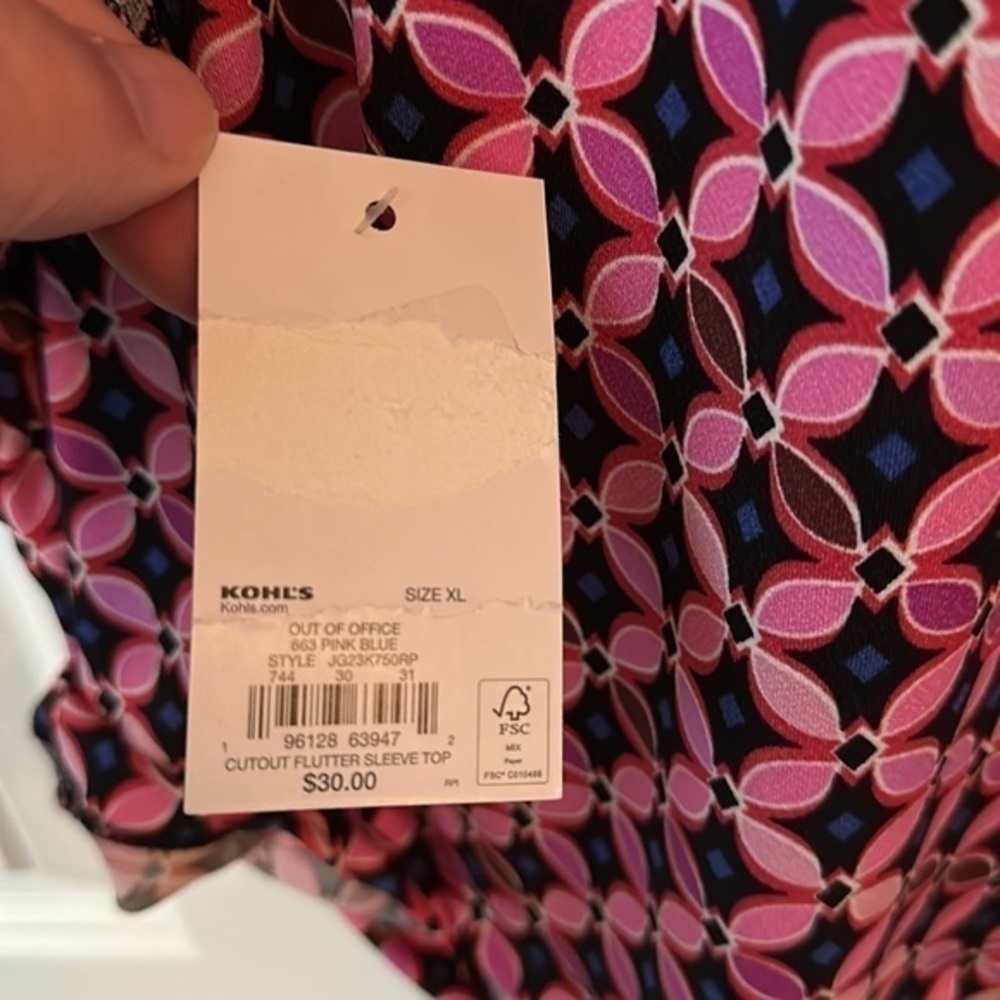 KOHL'S SIZE XL
Kohls.com
OUT OF OFFICE
663 PINK BLUE
STYLE JG23K750RP
744 30 31
1 96128 63947 2
CUTOUT FLUTTER SLEEVE TOP
$30.00 RPI
FSC
MIX
Paper
FSC® C010488